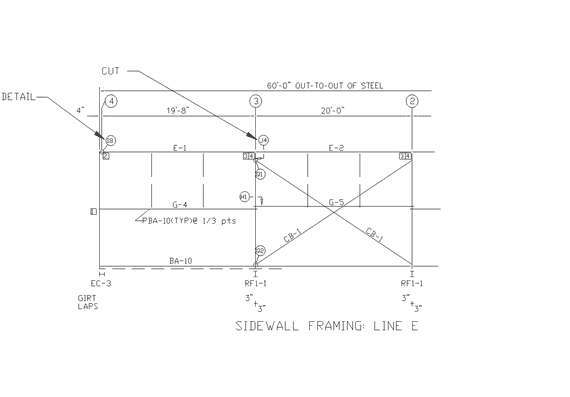 CUT
60'-0" OUT-TO-OUT OF STEEL
DETAIL
4 3 2
4" 19'-8" 20'-0"
J4
E-1 E-2
G-4 G-5
H1
PBA-10(TYP)@ 1/3 pts
CB-1 CB-1
BA-10
EC-3 RF1-1 RF1-1
GIRT
LAPS
3" 3"
3" 3"
SIDEWALL FRAMING: LINE E